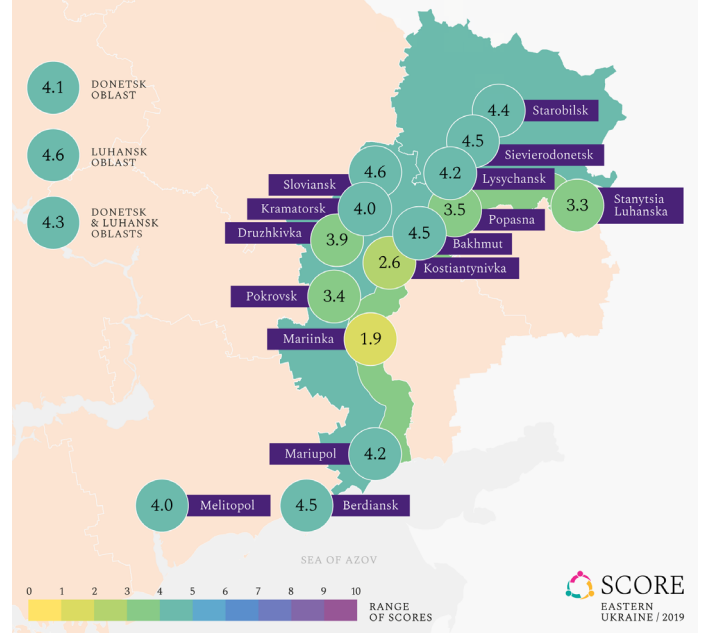 4.1
DONETSK
OBLAST
4.6
LUHANSK
OBLAST
4.3
DONETSK
& LUHANSK
OBLASTS
4.4
Starobilsk
4.5
Sievierodonetsk
4.2
Lysychansk
4.6
Sloviansk
3.3
Stanytsia
Luhanska
4.0
Kramatorsk
3.5
Popasna
3.9
Druzhkivka
4.5
Bakhmut
2.6
Kostiantynivka
3.4
Pokrovsk
1.9
Mariinka
4.2
Mariupol
4.0
Melitopol
4.5
Berdiansk
SEA OF AZOV
0 1 2 3 4 5 6 7 8 9 10
RANGE
OF SCORES
SCORE
EASTERN
UKRAINE / 2019